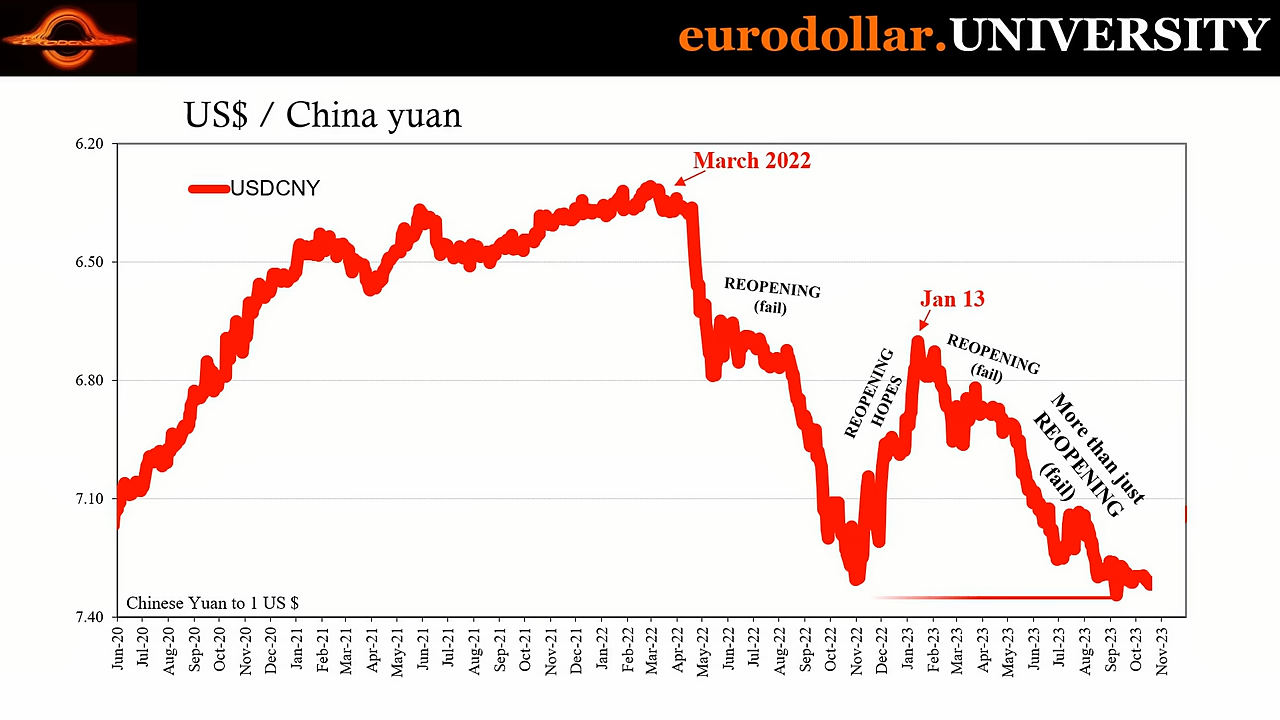 eurodollar.UNIVERSITY
US$ / China yuan
6.20
6.50
6.80
7.10
7.40
USDCNY
March 2022
REOPENING
(fail)
Jan 13
REOPENING
HOPES
REOPENING
(fail)
More than just
REOPENING
(fail)
Chinese Yuan to 1 US $
Jun-20
Jul-20
Aug-20
Sep-20
Oct-20
Nov-20
Dec-20
Jan-21
Feb-21
Mar-21
Apr-21
May-21
Jun-21
Jul-21
Aug-21
Sep-21
Oct-21
Nov-21
Dec-21
Jan-22
Feb-22
Mar-22
Apr-22
May-22
Jun-22
Jul-22
Aug-22
Sep-22
Oct-22
Nov-22
Dec-22
Jan-23
Feb-23
Mar-23
Apr-23
May-23
Jun-23
Jul-23
Aug-23
Sep-23
Oct-23
Nov-23